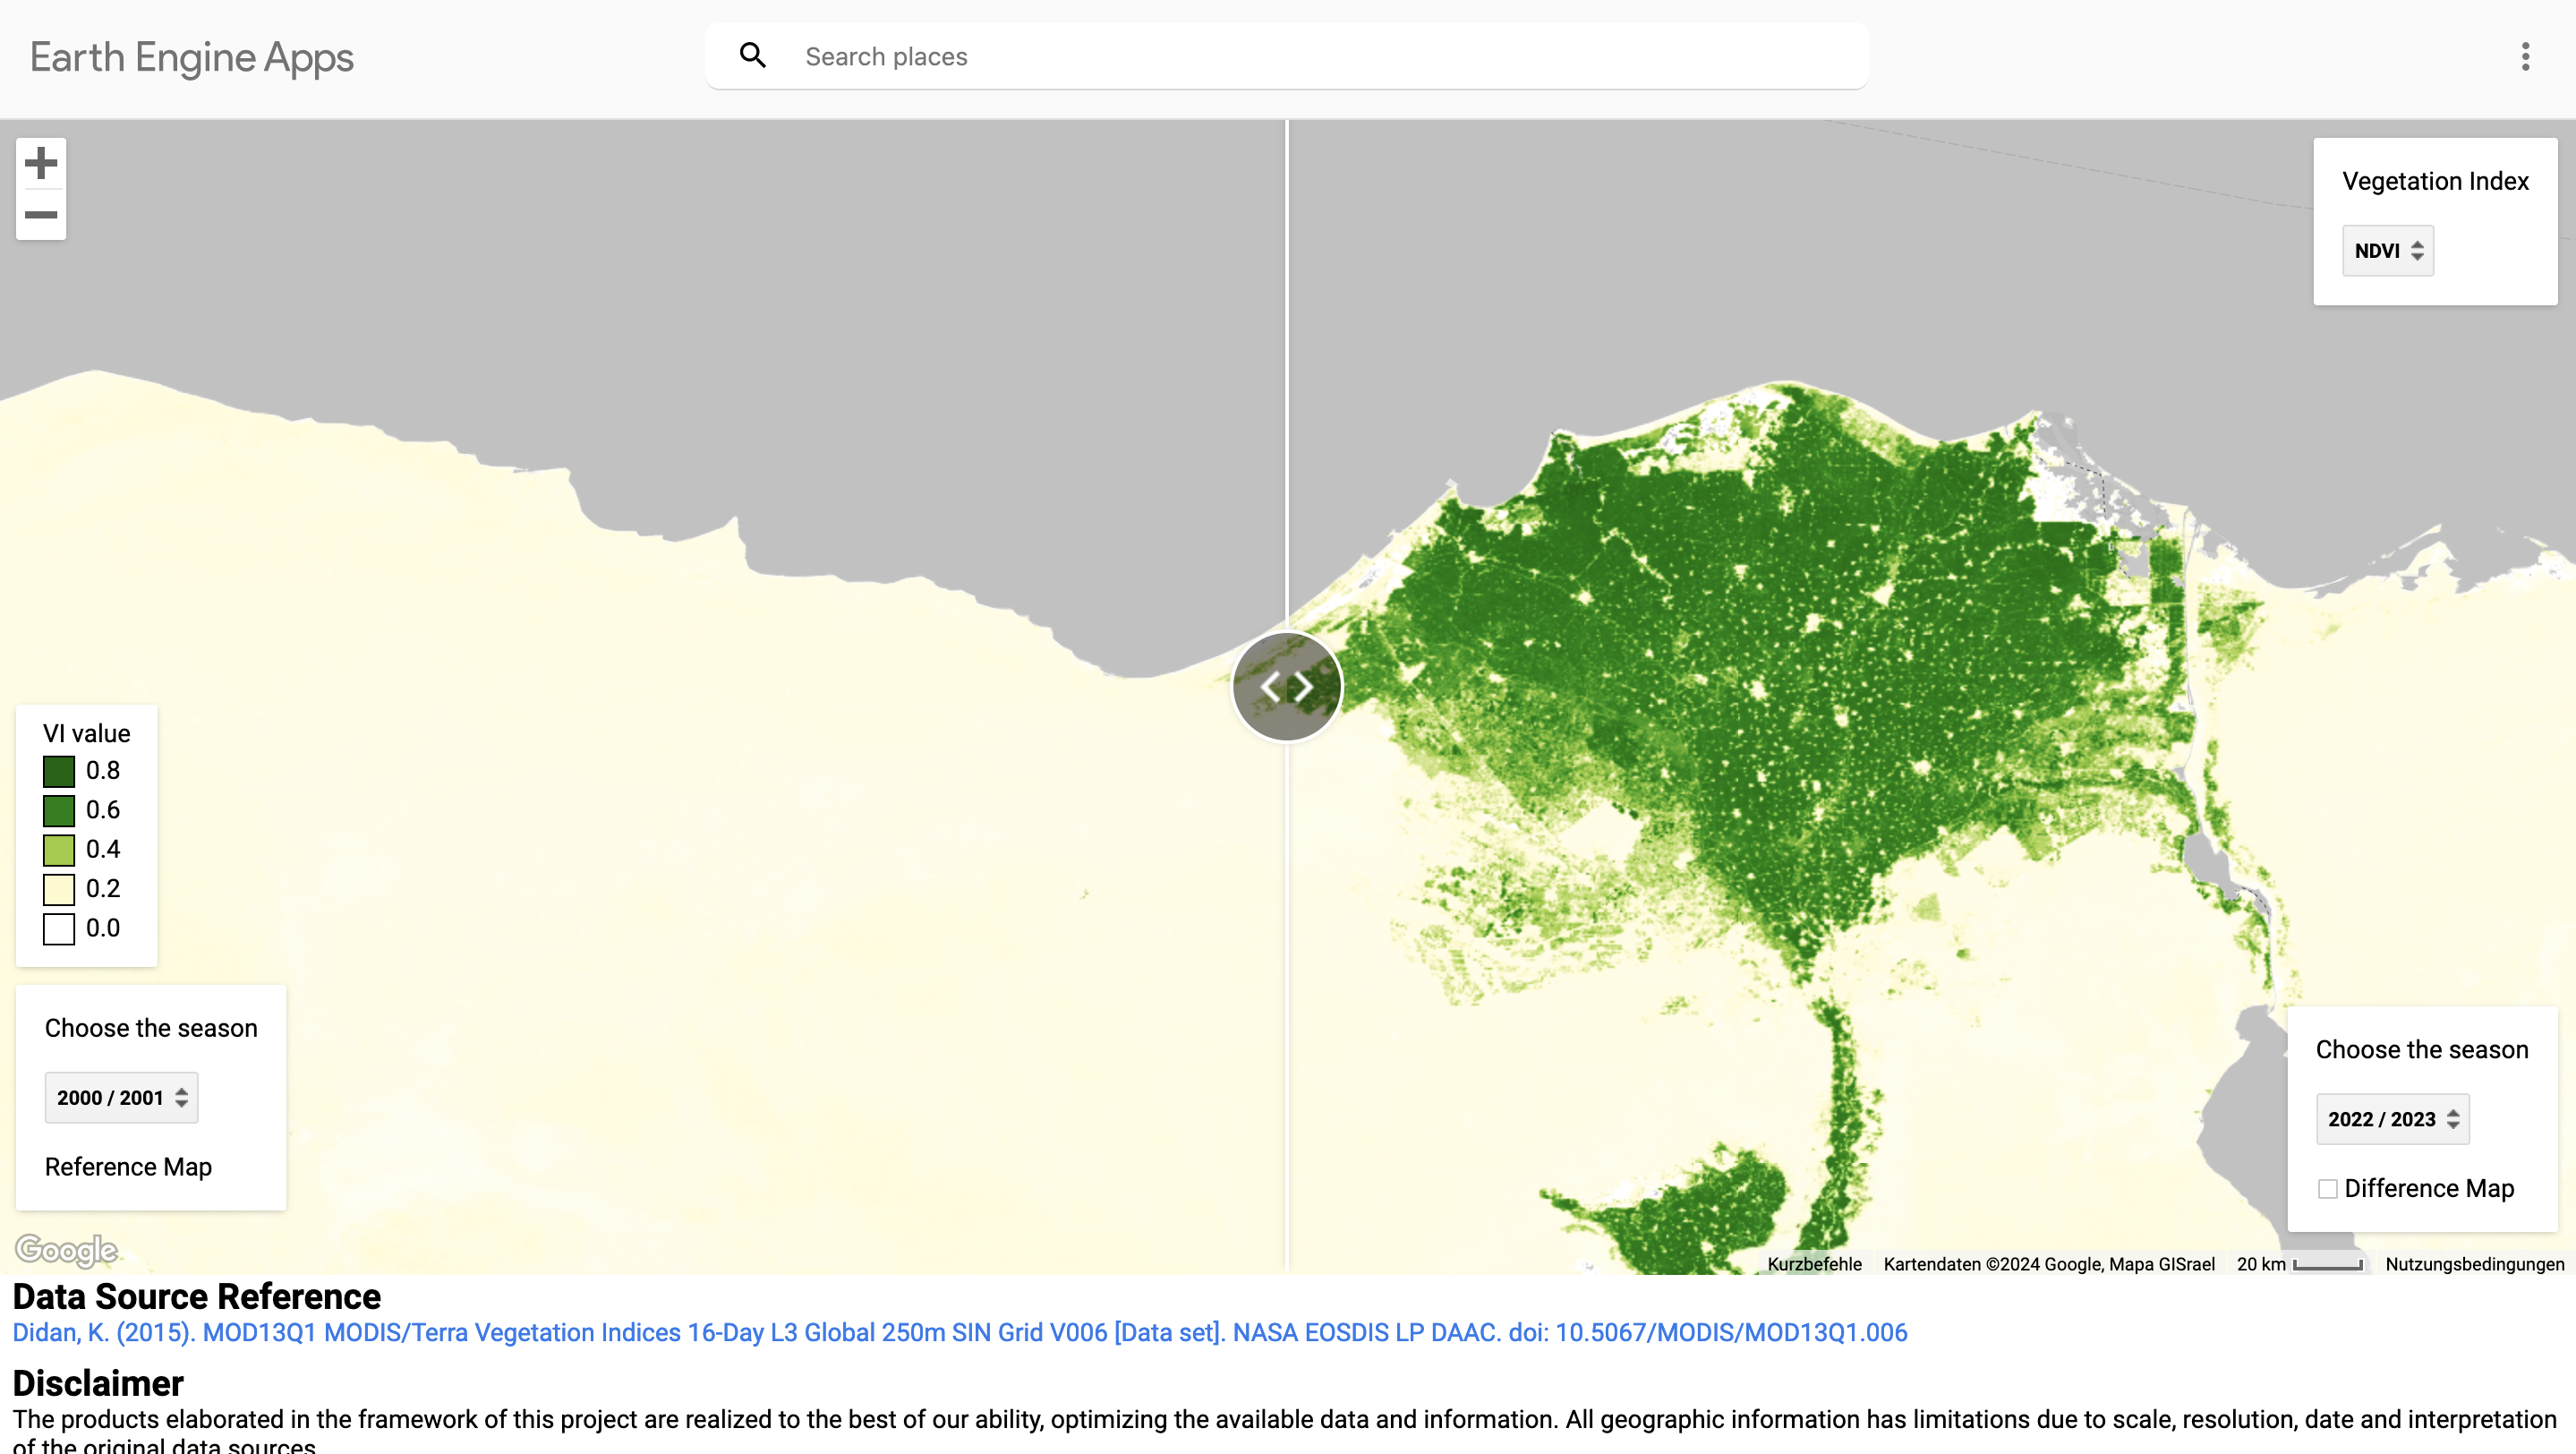 Earth Engine Apps
Search places
Vegetation Index
NDVI
VI value
0.8
0.6
0.4
0.2
0.0
Choose the season
2000 / 2001
Reference Map
Choose the season
2022 / 2023
Difference Map
Google
Kurzbefehle
Kartendaten ©2024 Google, Mapa GISrael
20 km
Nutzungsbedingungen
Data Source Reference
Didan, K. (2015). MOD13Q1 MODIS/Terra Vegetation Indices 16-Day L3 Global 250m SIN Grid V006 [Data set]. NASA EOSDIS LP DAAC. doi: 10.5067/MODIS/MOD13Q1.006
Disclaimer
The products elaborated in the framework of this project are realized to the best of our ability, optimizing the available data and information. All geographic information has limitations due to scale, resolution, date and interpretation
of the original data sources.